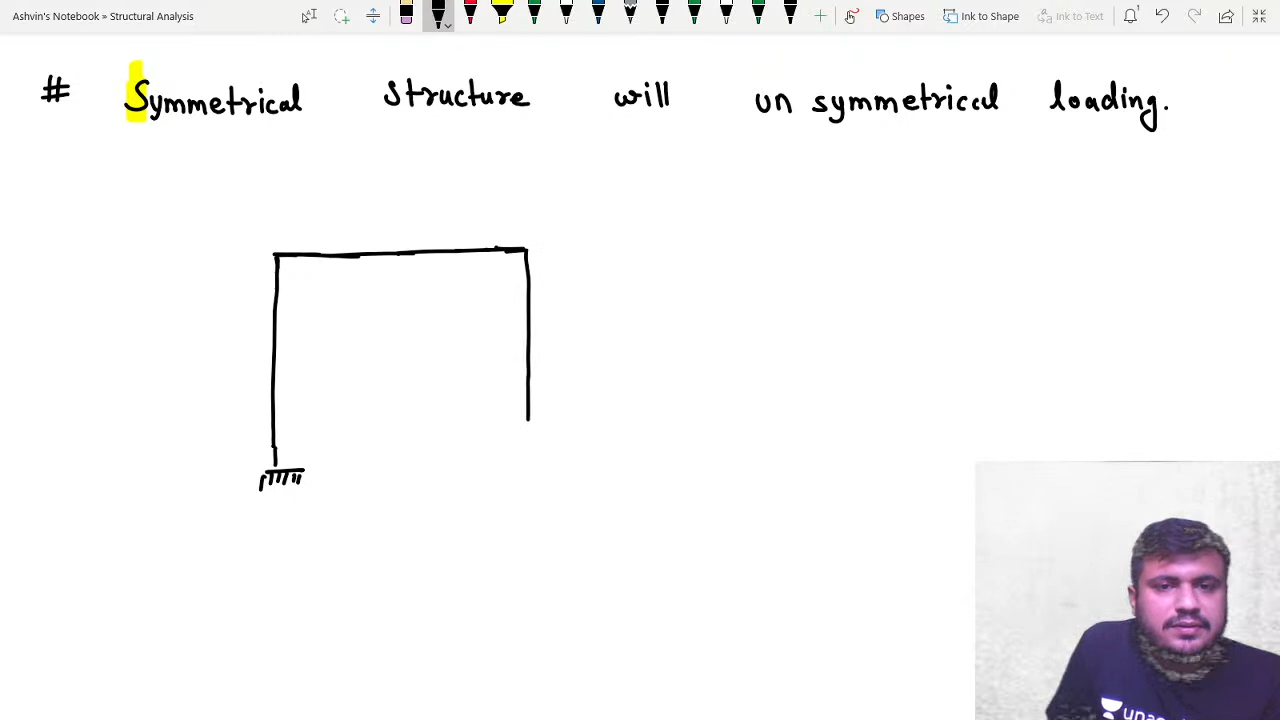 Ashvin's Notebook » Structural Analysis
Shapes Ink to Shape Ink to Text
# Symmetrical structure will un symmetrical loading.